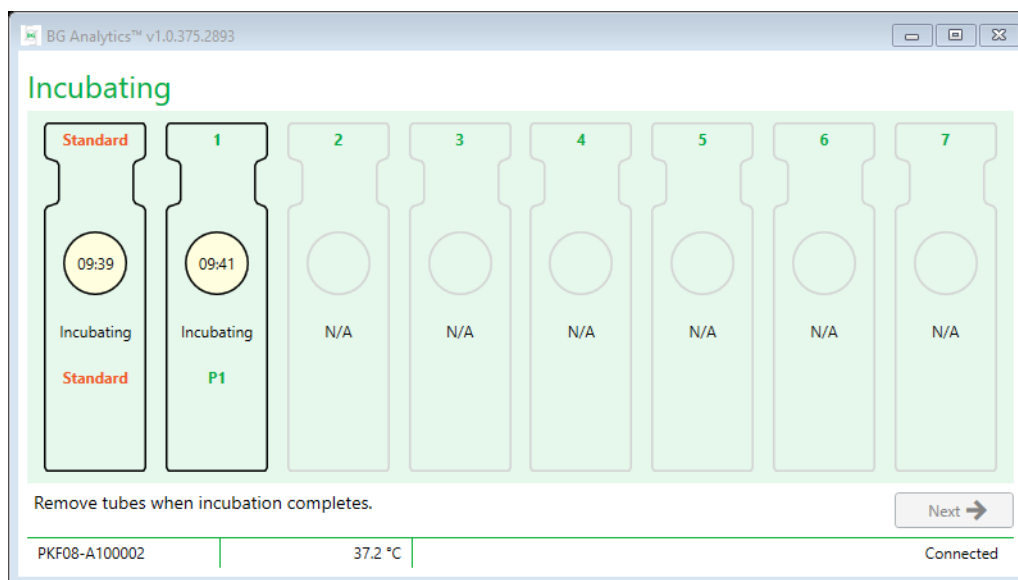 BG Analytics™ v1.0.375.2893
Incubating
Standard 1 2 3 4 5 6 7
09:39 09:41
Incubating Incubating N/A N/A N/A N/A N/A N/A
Standard P1
Remove tubes when incubation completes.
Next
PKF08-A100002 37.2 °C Connected